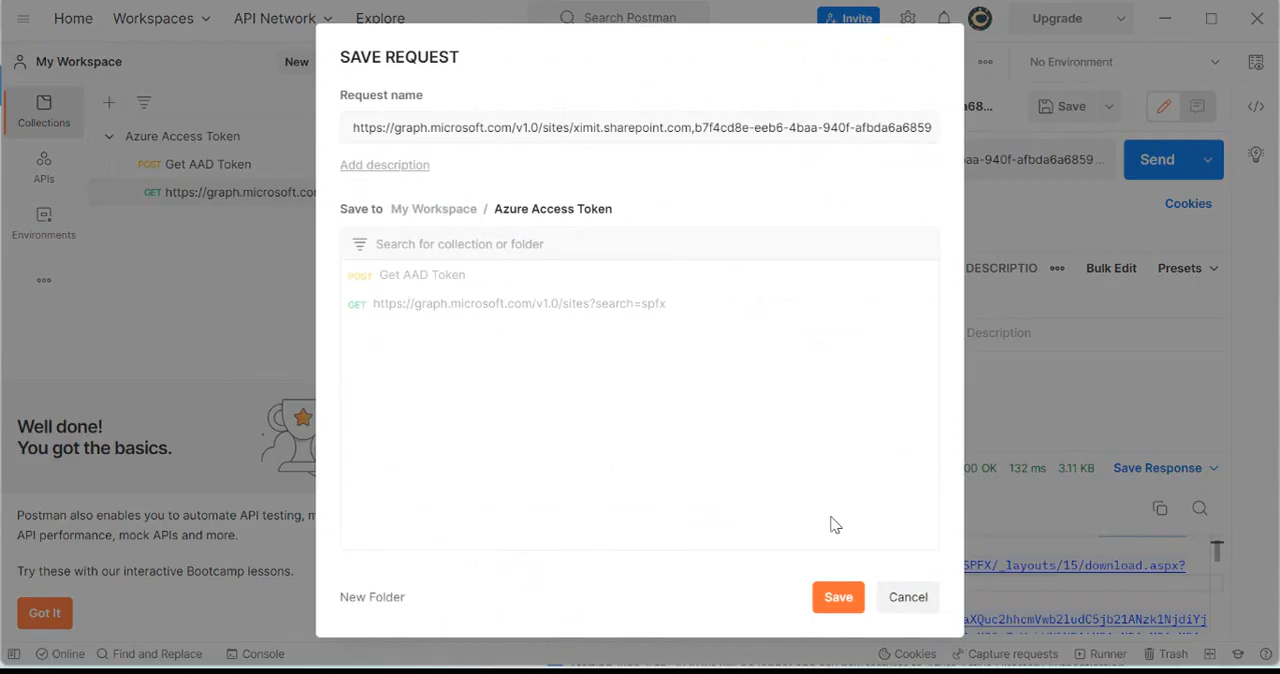 Home Workspaces API Network Explore Search Postman Invite Upgrade
My Workspace New No Environment
Collections
APIs
Environments
Azure Access Token
POST Get AAD Token
GET https://graph.microsoft.co
SAVE REQUEST
Request name
https://graph.microsoft.com/v1.0/sites/ximit.sharepoint.com,b7f4cd8e-eeb6-4baa-940f-afbda6a6859
Add description
Save to My Workspace / Azure Access Token
Search for collection or folder
POST Get AAD Token
GET https://graph.microsoft.com/v1.0/sites?search=spfx
New Folder Save Cancel
a68... Save
aa-940f-afbda6a6859... Send
Cookies
DESCRIPTIO Bulk Edit Presets
Description
00 OK 132 ms 3.11 KB Save Response
SPFX/_layouts/15/download.aspx?
Well done!
You got the basics.
Postman also enables you to automate API testing,
API performance, mock APIs and more.
Try these with our interactive Bootcamp lessons.
Got It
Online Find and Replace Console Cookies Capture requests Runner Trash